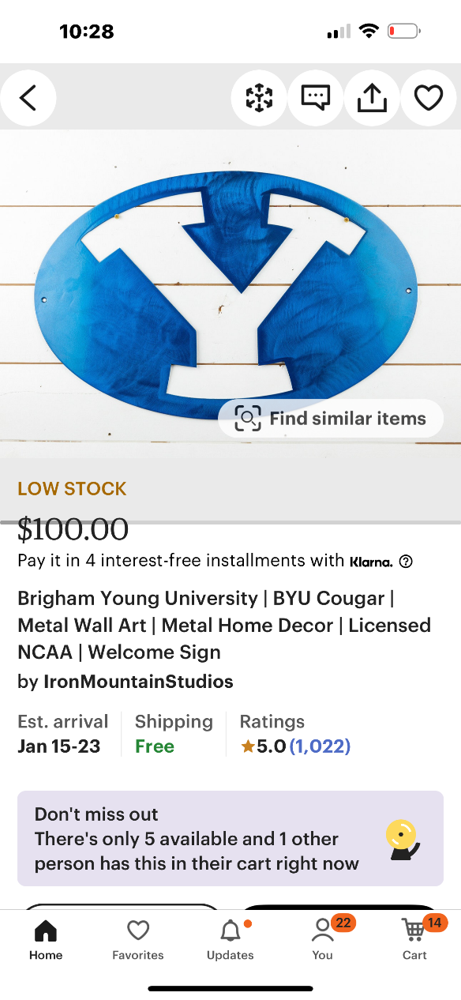 10:28
Find similar items
LOW STOCK
$100.00
Pay it in 4 interest-free installments with Klarna. ?
Brigham Young University | BYU Cougar |
Metal Wall Art | Metal Home Decor | Licensed
NCAA | Welcome Sign
by IronMountainStudios
Est. arrival
Jan 15-23
Shipping
Free
Ratings
★5.0 (1,022)
Don't miss out
There's only 5 available and 1 other
person has this in their cart right now
22
14
Home
Favorites
Updates
You
Cart